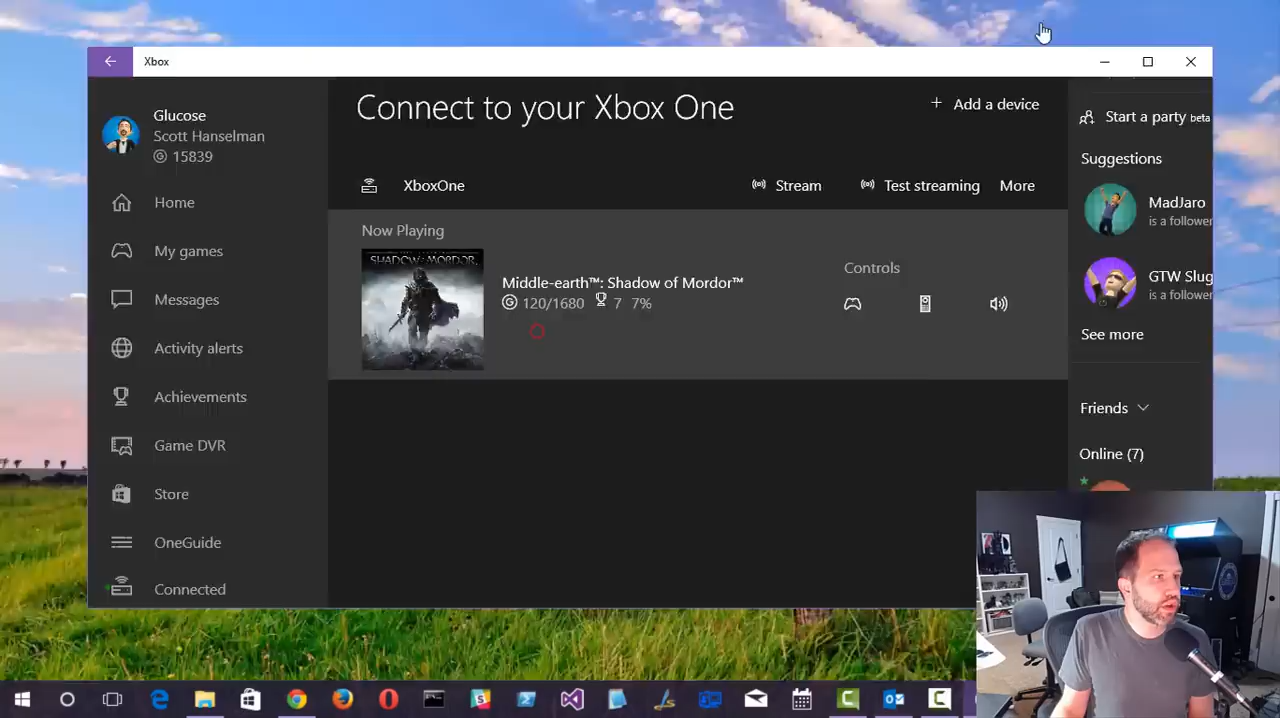 Xbox
Glucose
Scott Hanselman
15839
Home
My games
Messages
Activity alerts
Achievements
Game DVR
Store
OneGuide
Connected
Connect to your Xbox One
+ Add a device
XboxOne
Stream
Test streaming
More
Now Playing
SHADOW OF MORDOR
Middle-earth™: Shadow of Mordor™
120/1680 7 7%
Controls
Start a party beta
Suggestions
MadJaro
is a follower
GTW Slug
is a follower
See more
Friends
Online (7)